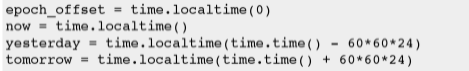 epoch_offset = time.localtime(0)
now = time.localtime()
yesterday = time.localtime(time.time() - 60*60*24)
tomorrow = time.localtime(time.time() + 60*60*24)